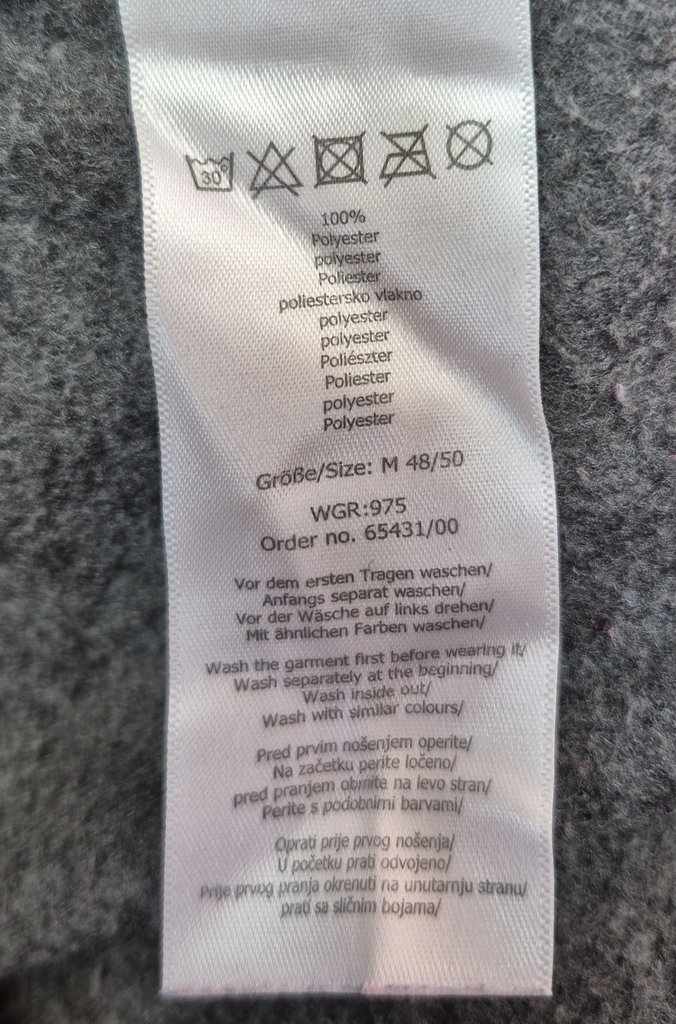 30°
100%
Polyester
polyester
Poliester
poliestersko vlakno
polyester
polyester
Poliészter
Poliester
polyester
Polyester
Größe/Size: M 48/50
WGR:975
Order no. 65431/00
Vor dem ersten Tragen waschen/
Anfangs separat waschen/
Vor der Wäsche auf links drehen/
Mit ähnlichen Farben waschen/
Wash the garment first before wearing it/
Wash separately at the beginning/
Wash inside out/
Wash with similar colours/
Pred prvim nošenjem operite/
Na začetku perite ločeno/
pred pranjem obrnite na levo stran/
Perite s podobnimi barvami/
Oprati prije prvog nošenja/
U početku prati odvojeno/
Prije prvog pranja okrenuti na unutarnju stranu/
prati sa sličnim bojama/